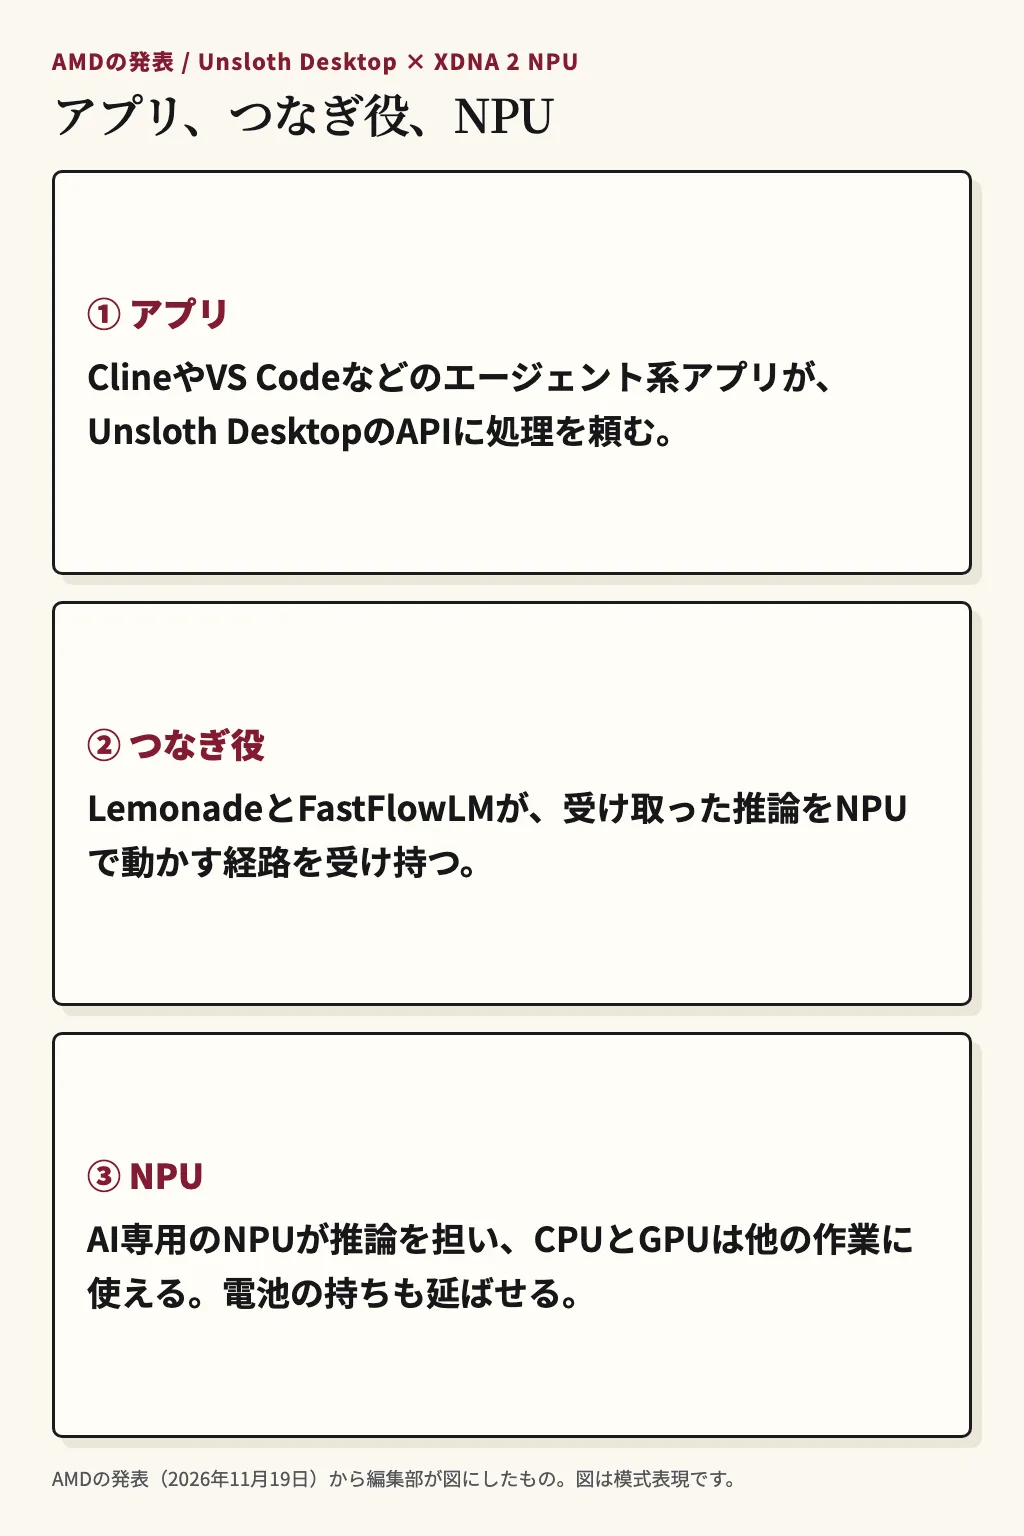 AMDの発表 / Unsloth Desktop × XDNA 2 NPU
アプリ、つなぎ役、NPU
① アプリ
ClineやVS Codeなどのエージェント系アプリが、
Unsloth DesktopのAPIに処理を頼む。
② つなぎ役
LemonadeとFastFlowLMが、受け取った推論をNPU
で動かす経路を受け持つ。
③ NPU
AI専用のNPUが推論を担い、CPUとGPUは他の作業に
使える。電池の持ちも延ばせる。
AMDの発表（2026年11月19日）から編集部が図にしたもの。図は模式表現です。